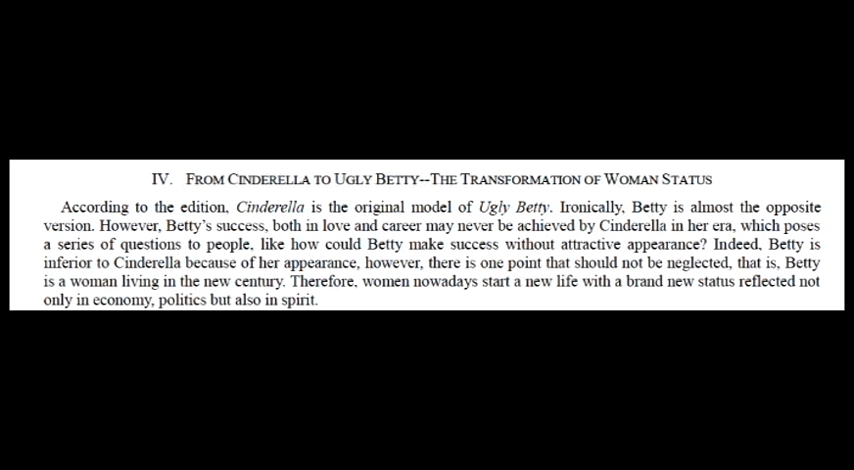 IV. FROM CINDERELLA TO UGLY BETTY--THE TRANSFORMATION OF WOMAN STATUS
According to the edition, Cinderella is the original model of Ugly Betty. Ironically, Betty is almost the opposite
version. However, Betty's success, both in love and career may never be achieved by Cinderella in her era, which poses
a series of questions to people, like how could Betty make success without attractive appearance? Indeed, Betty is
inferior to Cinderella because of her appearance, however, there is one point that should not be neglected, that is, Betty
is a woman living in the new century. Therefore, women nowadays start a new life with a brand new status reflected not
only in economy, politics but also in spirit.